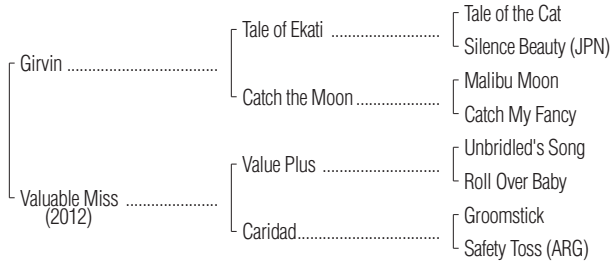 Tale of the Cat
Tale of Ekati ....................
Silence Beauty (JPN)
Girvin ......................................
Malibu Moon
Catch the Moon .....................
Catch My Fancy
Unbridled's Song
Value Plus .............................
Roll Over Baby
Valuable Miss .......................
(2012)
Groomstick
Caridad....................................
Safety Toss (ARG)